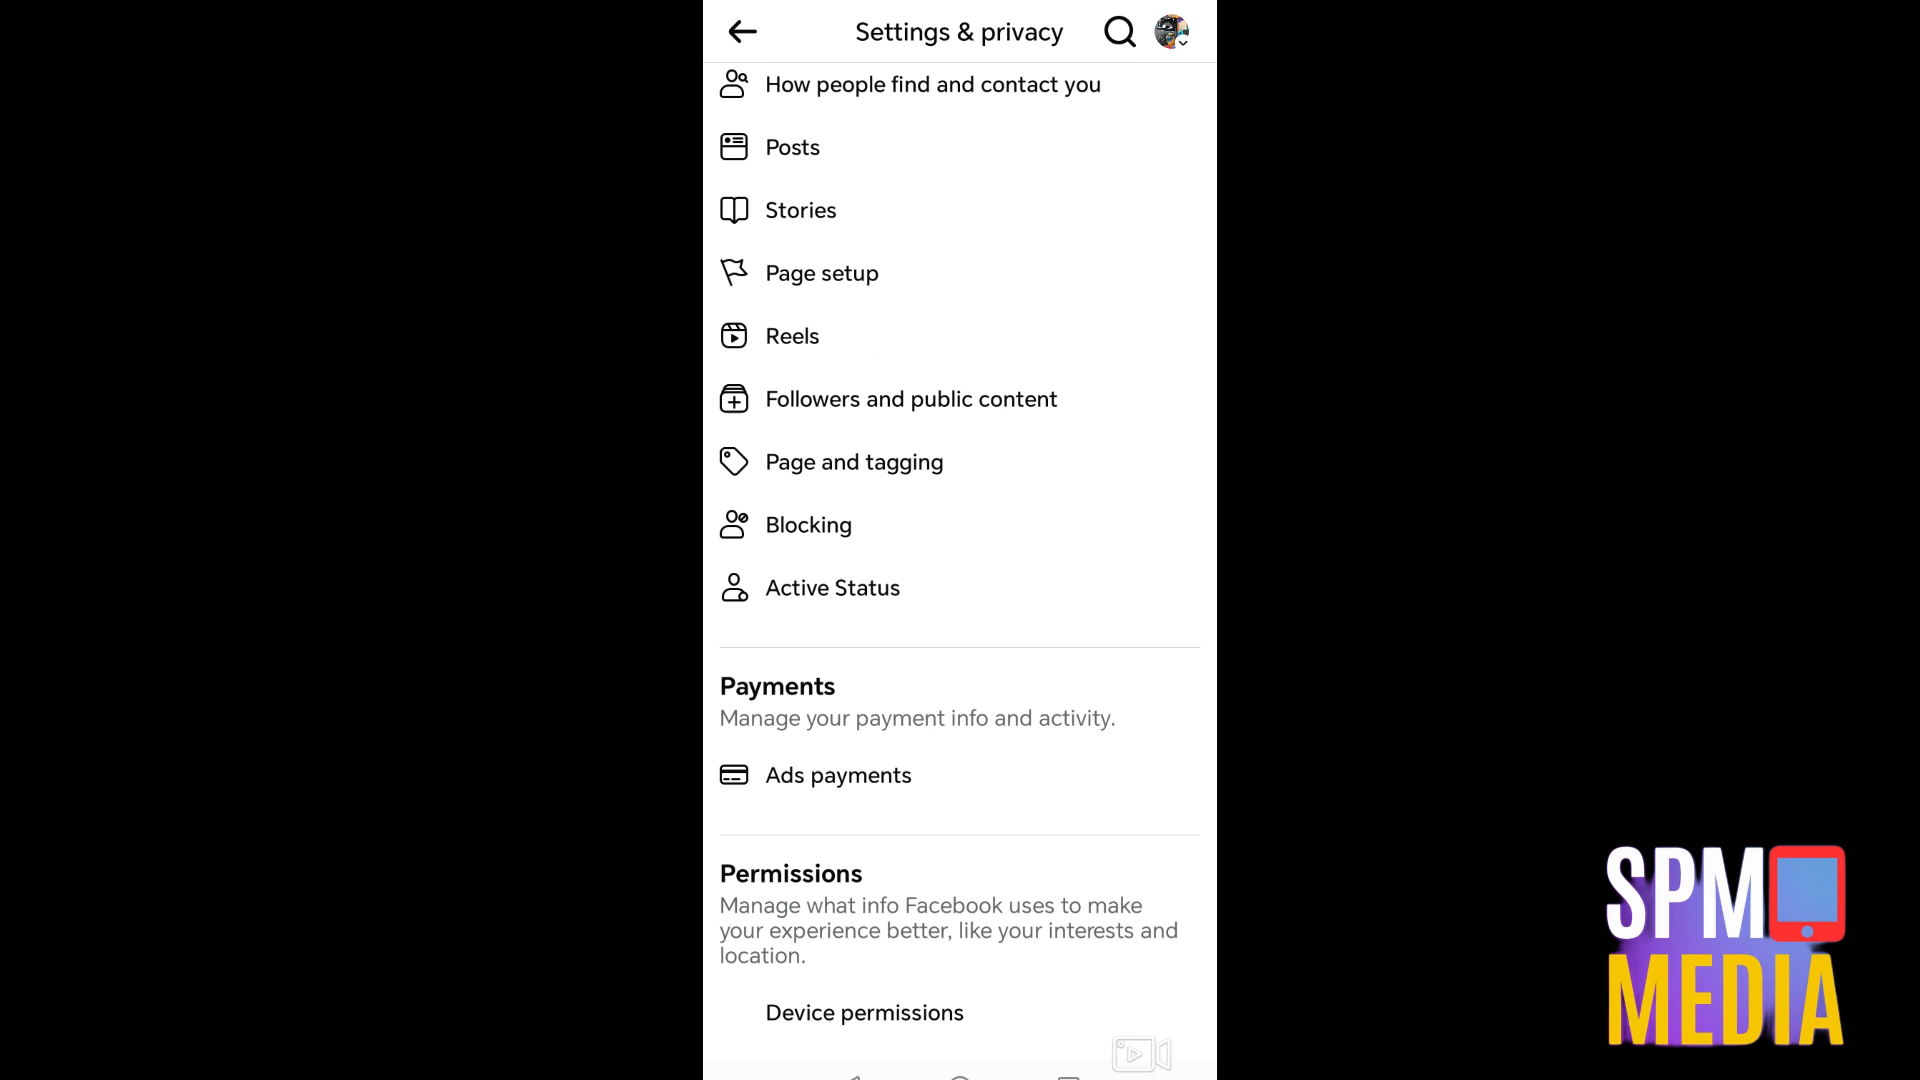 Settings & privacy
How people find and contact you
Posts
Stories
Page setup
Reels
Followers and public content
Page and tagging
Blocking
Active Status
Payments
Manage your payment info and activity.
Ads payments
Permissions
Manage what info Facebook uses to make
your experience better, like your interests and
location.
Device permissions
SPM
MEDIA